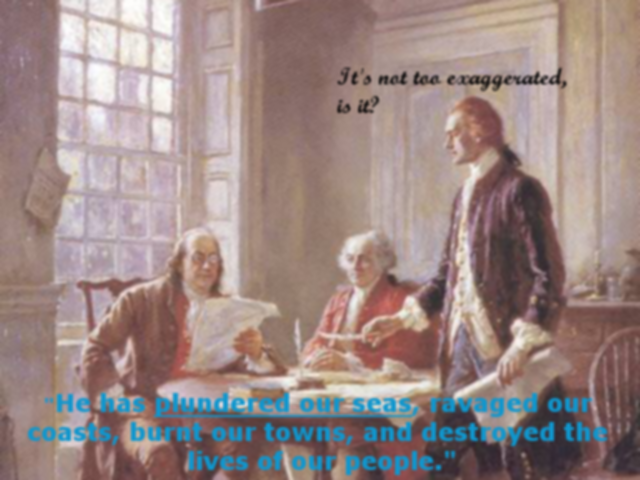 It's not too exaggerated,
is it?
"He has plundered our seas, ravaged our
coasts, burnt our towns, and destroyed the
lives of our people."